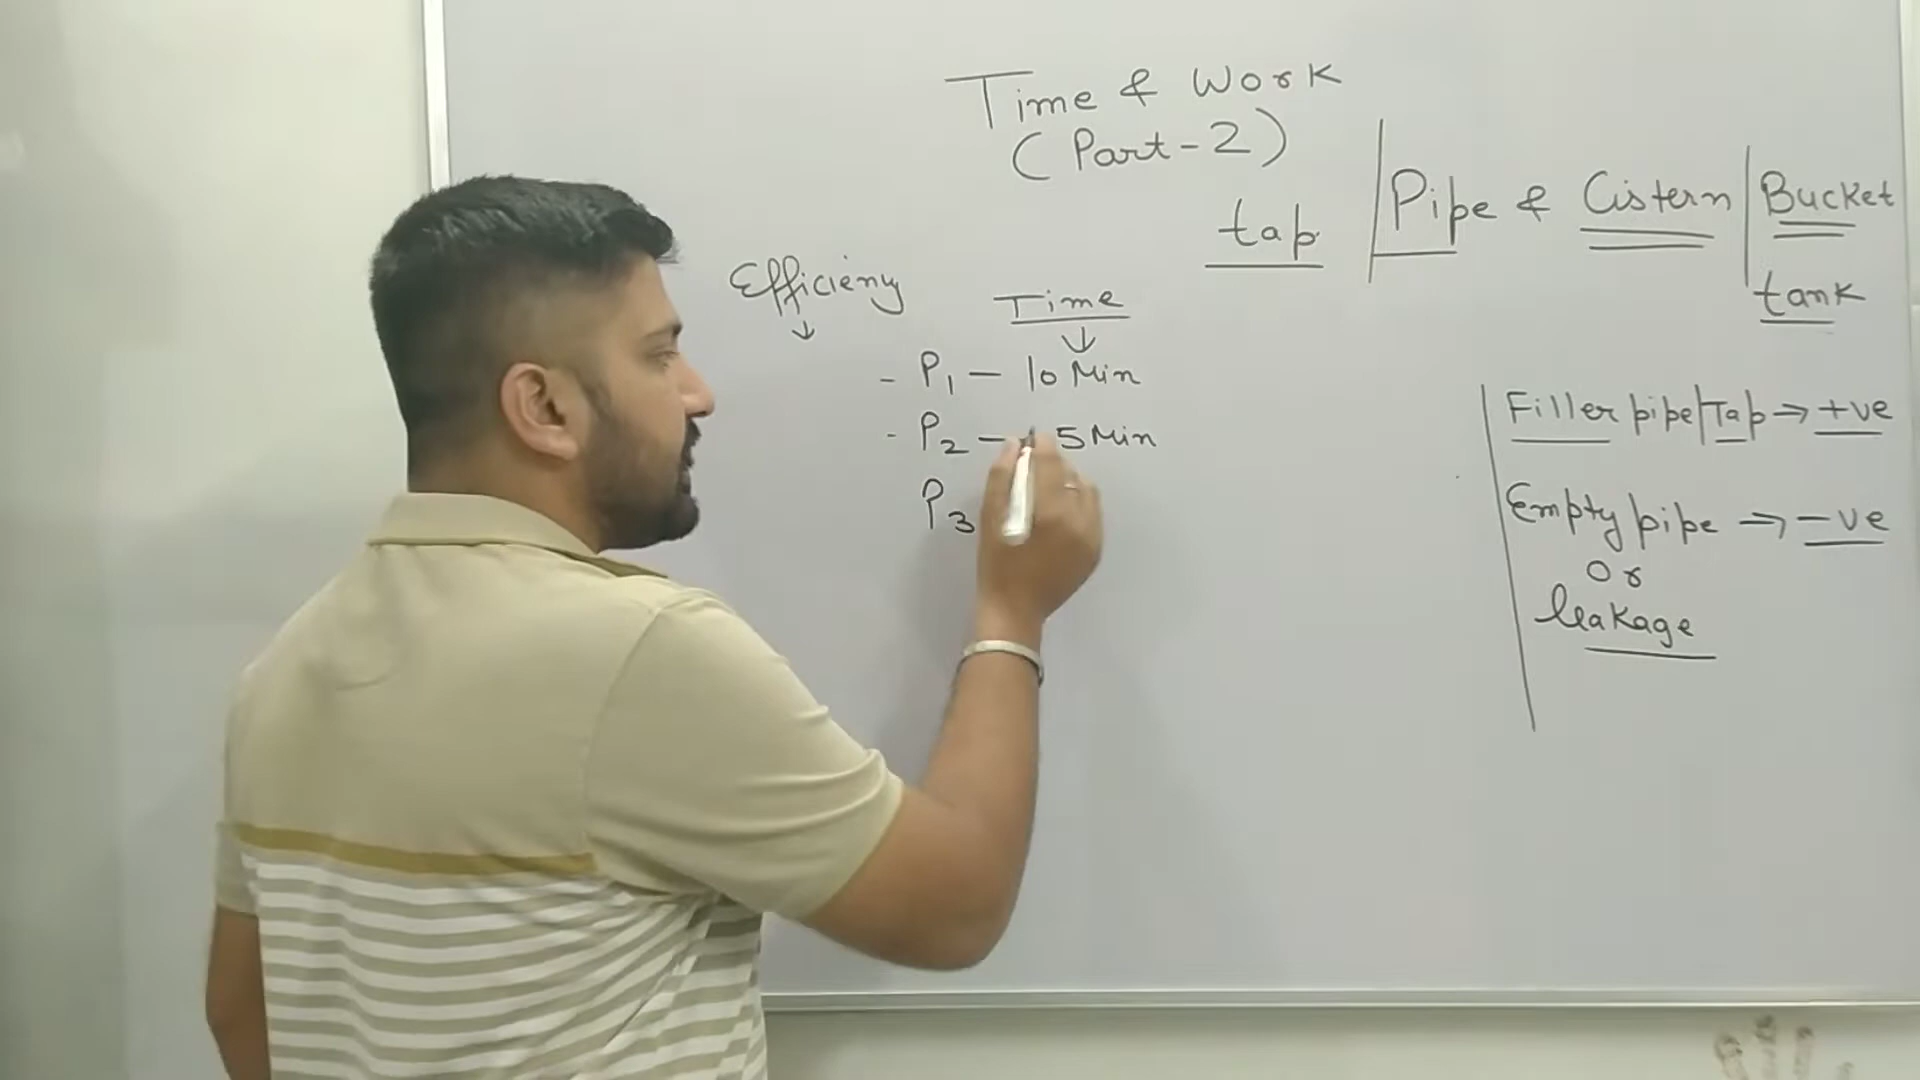 Time & Work
(Part-2)
tap | Pipe & Cistern | Bucket
tank
Efficieny
↓
Time
↓
- P1 — 10 Min
- P2 — 5 Min
P3
Filler pipe|Tap → +ve
Empty pipe → -ve
Or
leakage